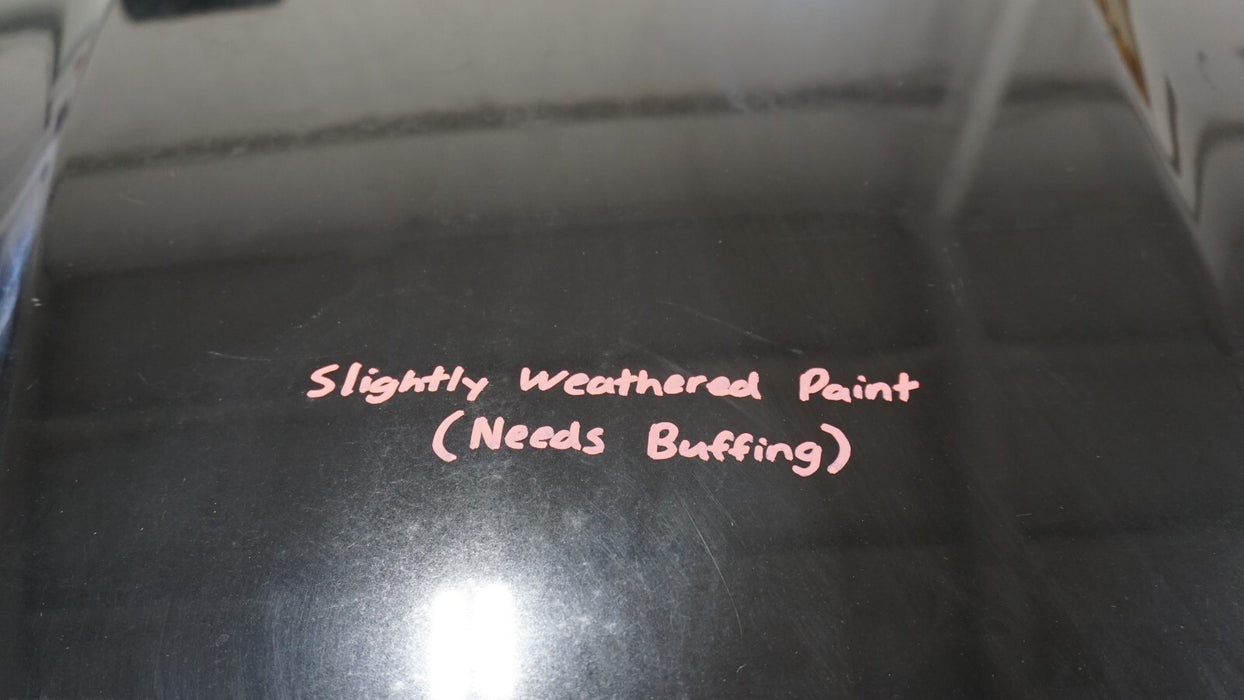 Slightly Weathered Paint
(Needs Buffing)